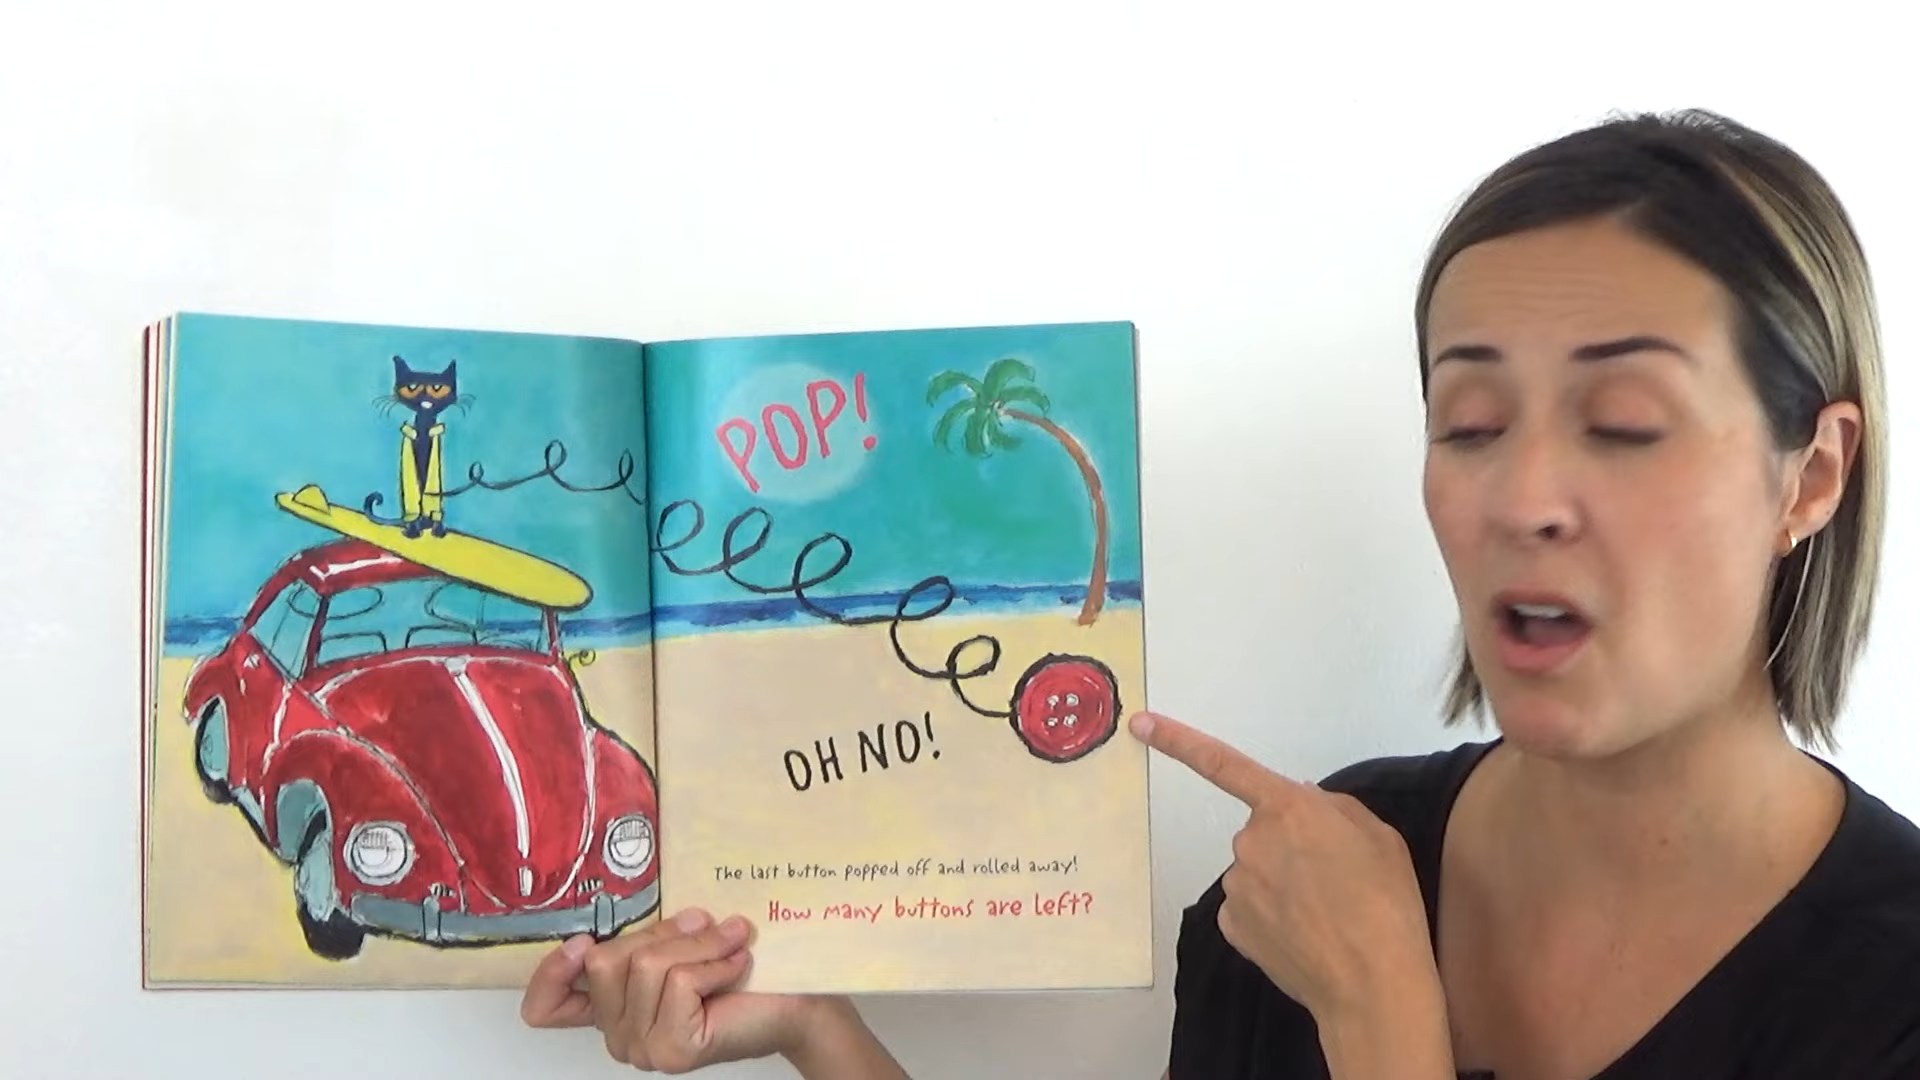 POP!
OH NO!
The last button popped off and rolled away!
How many buttons are left?